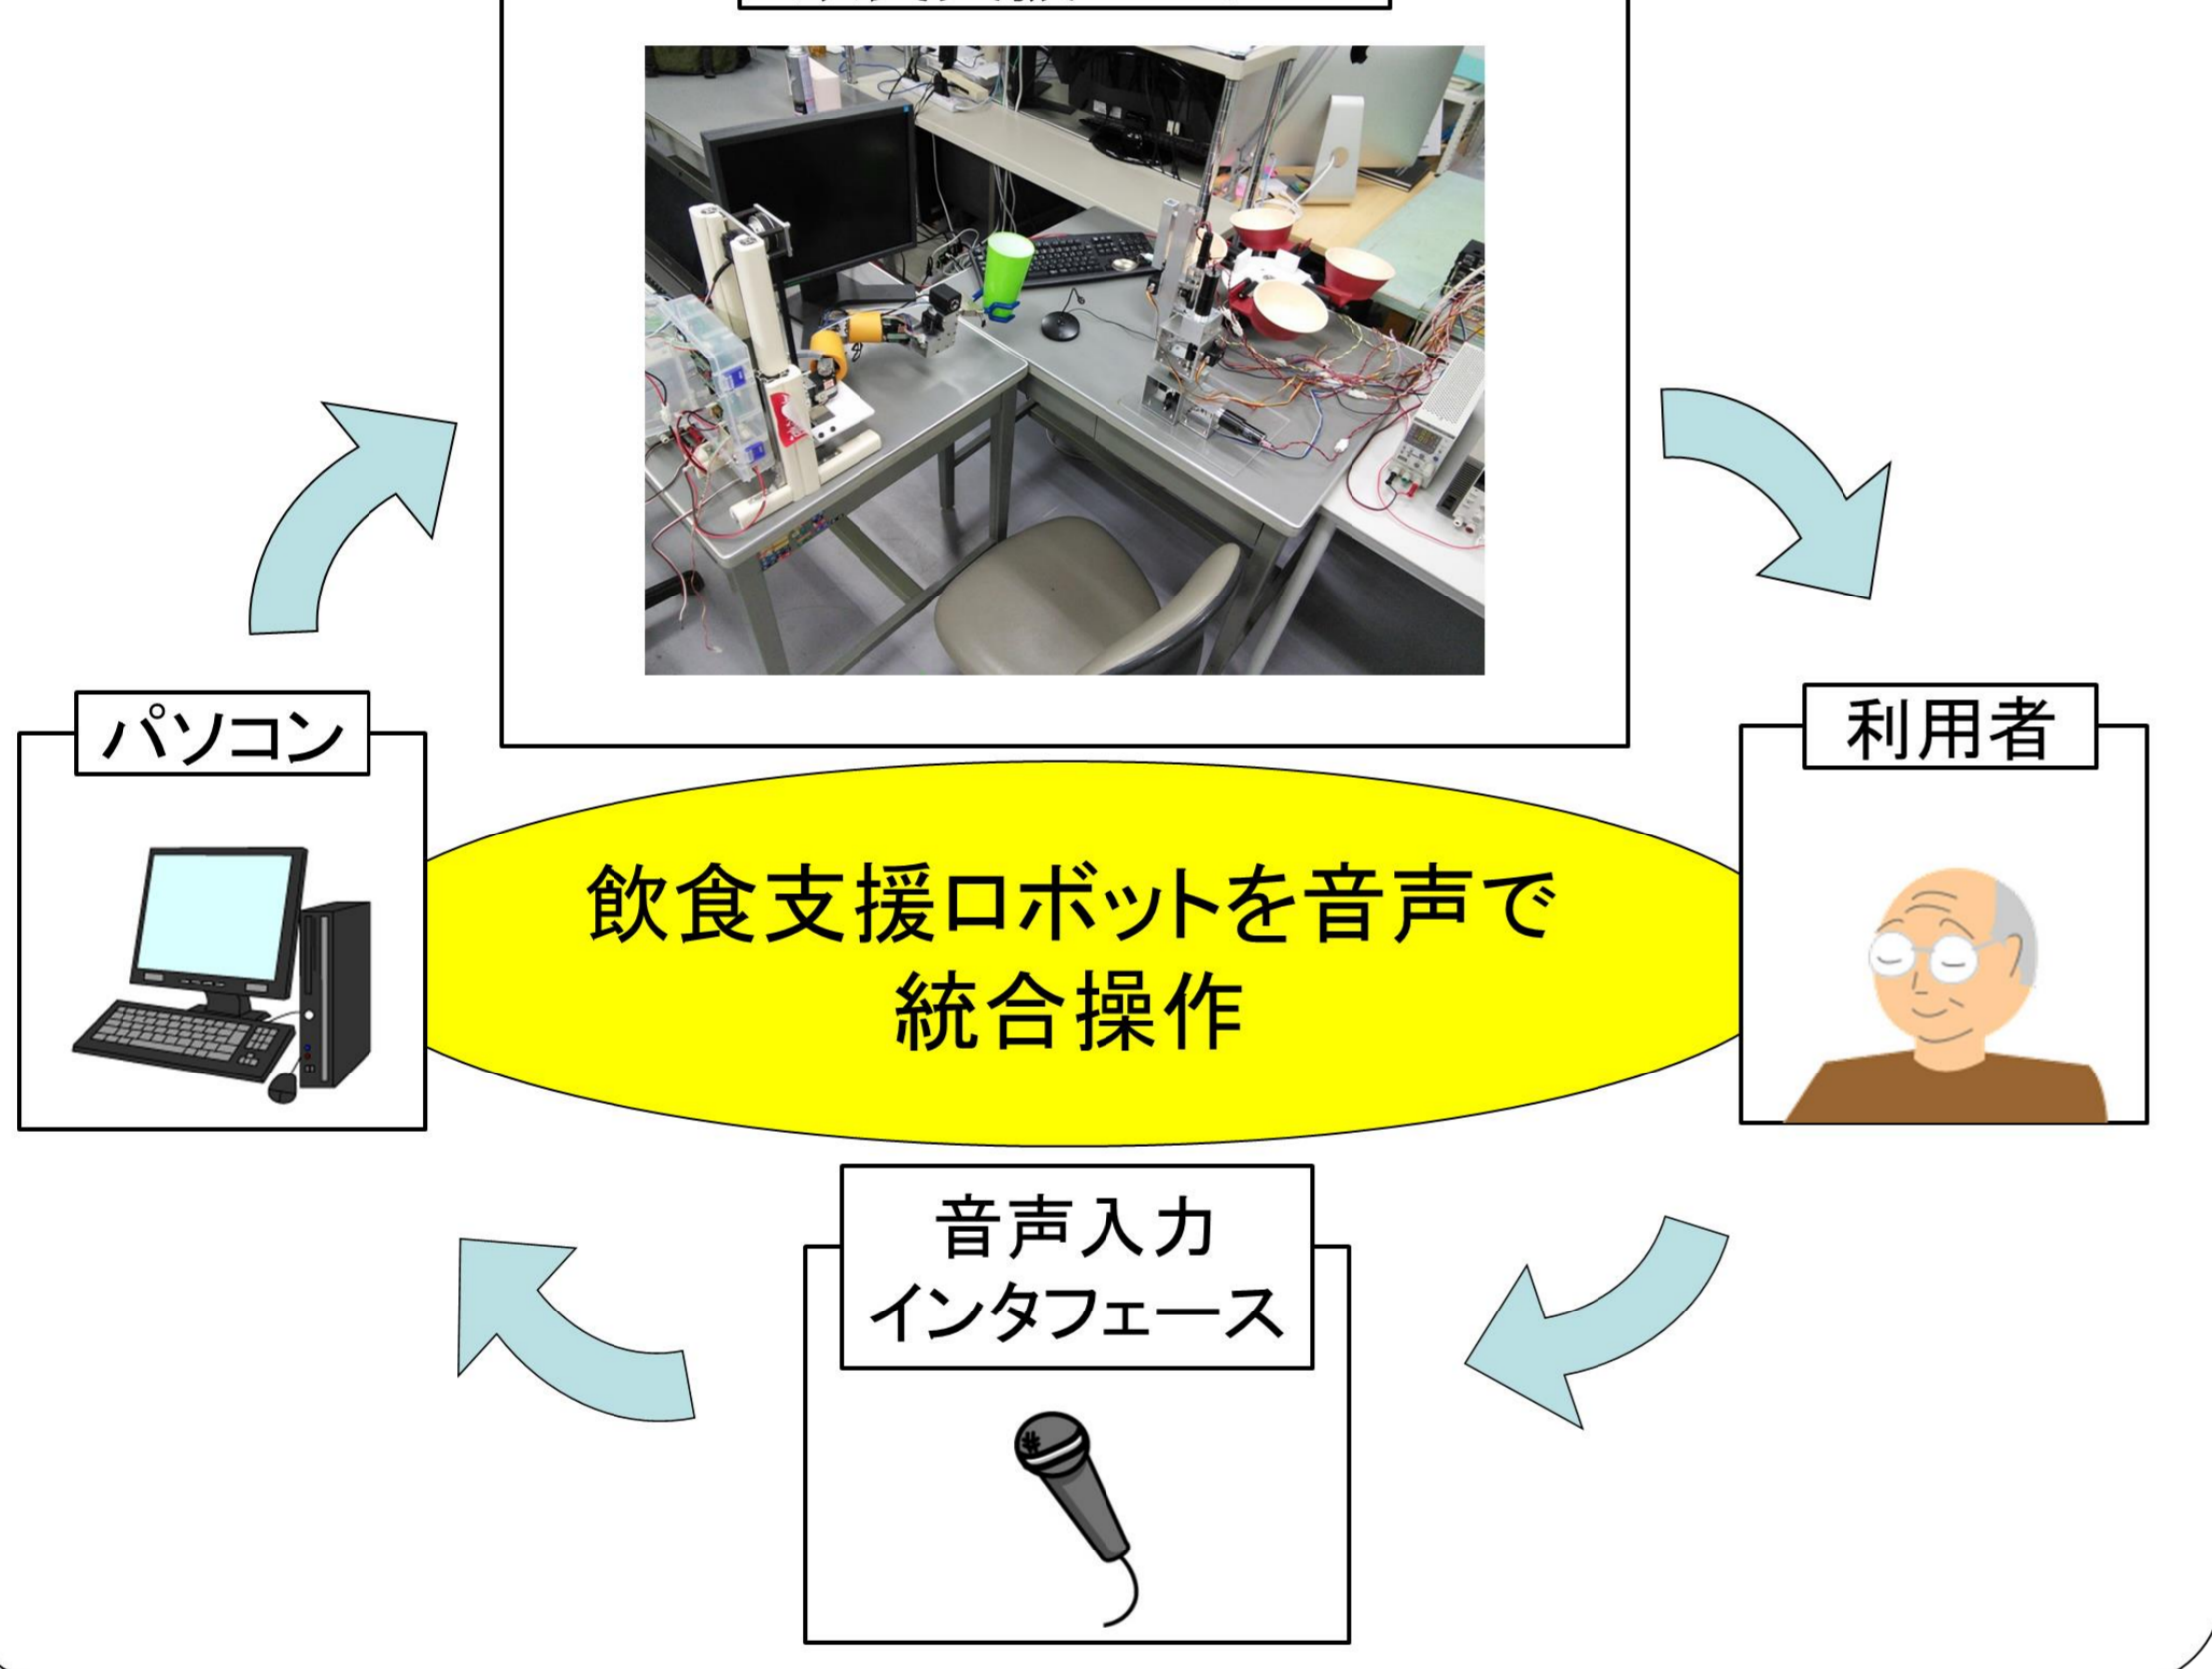 パソコン
利用者
飲食支援ロボットを音声で
統合操作
音声入力
インタフェース